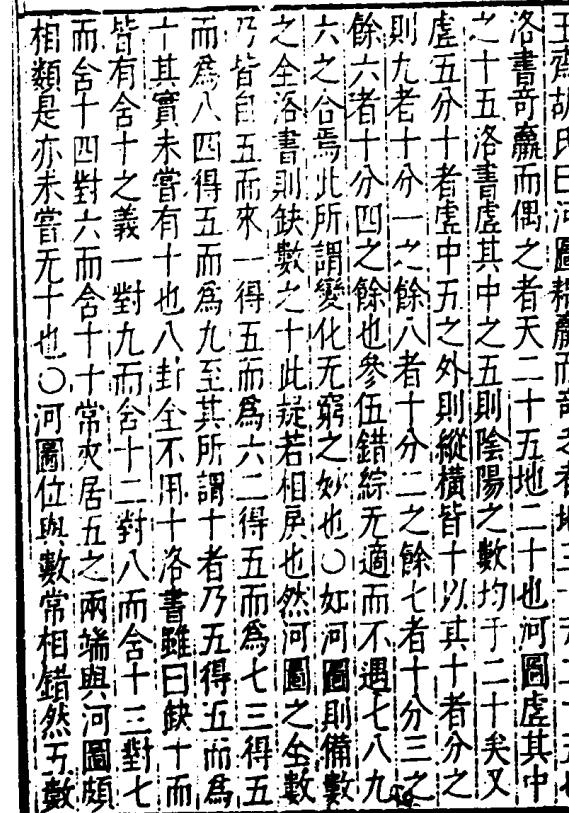 玉齋胡氏曰河圖耦贏而奇乏者地三十天二十五也
洛書奇贏而偶之者天二十五地二十也河圖虛其中
之十五洛書虛其中之五則陰陽之數均于二十矣又
虛五分十者虛中五之外則縱橫皆十以其十者分之
則九者十分一之餘八者十分二之餘七者十分三之
餘六者十分四之餘也參伍錯綜无適而不遇七八九
六之合焉此所謂變化无窮之妙也○如河圖則備數
之全洛書則缺數之十此疑若相戾也然河圖之全數
乃皆自五而來一得五而爲六二得五而爲七三得五
而爲八四得五而爲九至其所謂十者乃五得五而爲
十其實未嘗有十也八卦全不用十洛書雖曰缺十而
皆有含十之義一對九而含十二對八而含十三對七
而含十四對六而含十十常夾居五之兩端與河圖頗
相類是亦未嘗无十也○河圖位與數常相錯然五數